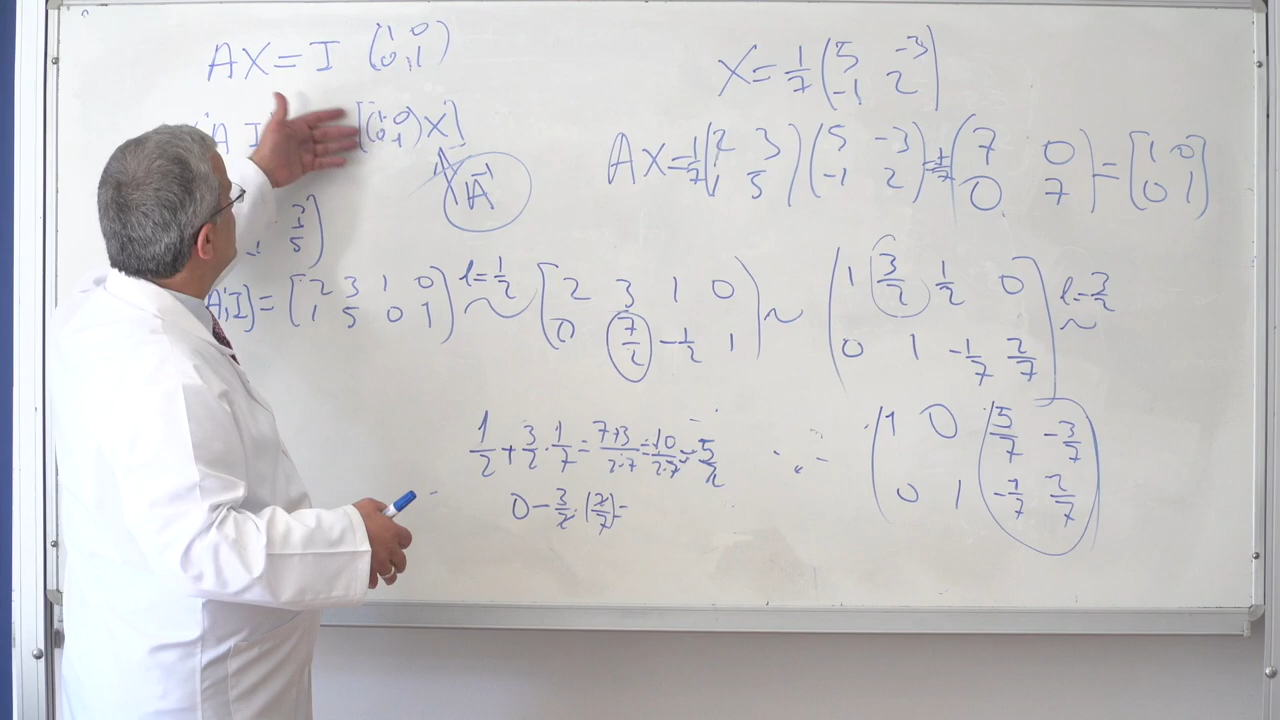 AX = I (1 0
0 1)
A I [(1 0
0 1) X]
A⁻¹
3
5)
[A¦I] = [2 3 1 0
1 5 0 1] l=1/2 ~ [2 3 1 0
0 7/2 -1/2 1] ~ (1 3/2 1/2 0
0 1 -1/7 2/7) l=3/2 ~
1/2 + 3/2 · 1/7 = 7+3/2·7 = 10/2·7 =
0 - 3/2 · (2/7) =
(1 0 5/7 -3/7
0 1 -1/7 2/7)
X = 1/7 (5 -3
-1 2)
AX = 1/7 (2 3
1 5) (5 -3
-1 2) = 1/7 (7 0
0 7) = [1 0
0 1]